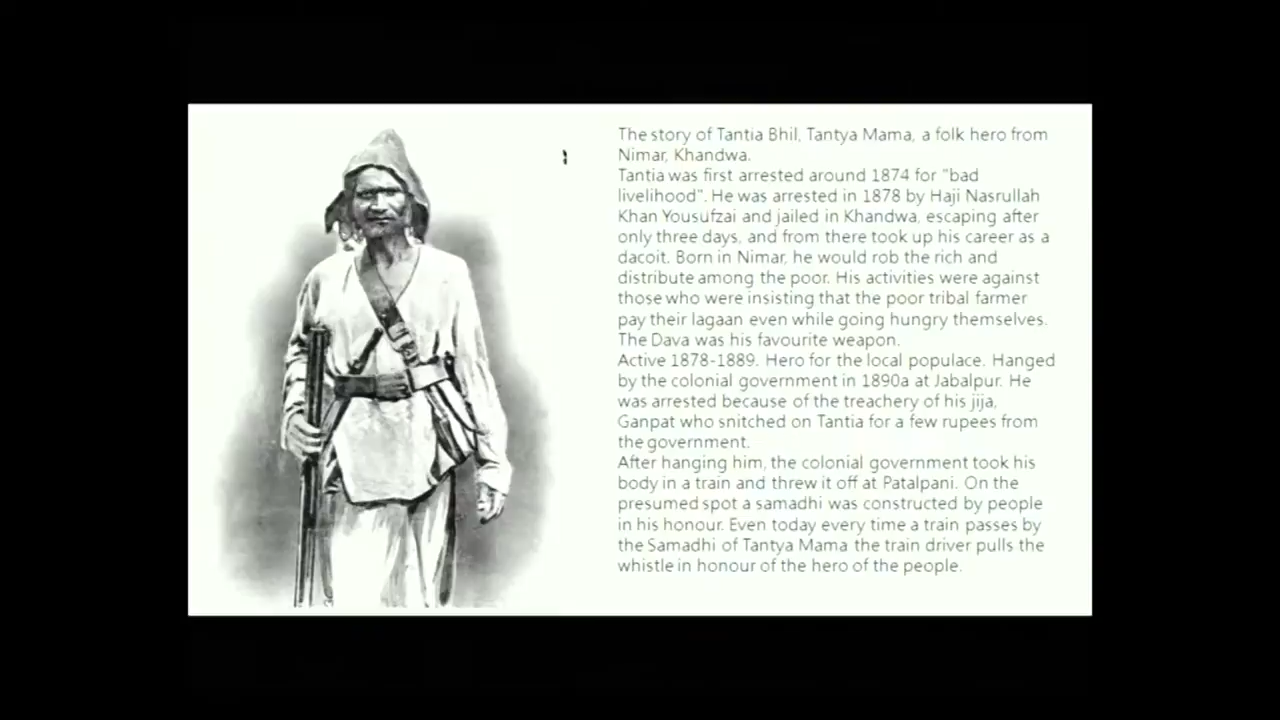 The story of Tantia Bhil, Tantya Mama, a folk hero from
Nimar, Khandwa.
Tantia was first arrested around 1874 for "bad
livelihood". He was arrested in 1878 by Haji Nasrullah
Khan Yousufzai and jailed in Khandwa, escaping after
only three days, and from there took up his career as a
dacoit. Born in Nimar, he would rob the rich and
distribute among the poor. His activities were against
those who were insisting that the poor tribal farmer
pay their lagaan even while going hungry themselves.
The Dava was his favourite weapon.
Active 1878-1889. Hero for the local populace. Hanged
by the colonial government in 1890a at Jabalpur. He
was arrested because of the treachery of his jija,
Ganpat who snitched on Tantia for a few rupees from
the government.
After hanging him, the colonial government took his
body in a train and threw it off at Patalpani. On the
presumed spot a samadhi was constructed by people
in his honour. Even today every time a train passes by
the Samadhi of Tantya Mama the train driver pulls the
whistle in honour of the hero of the people.